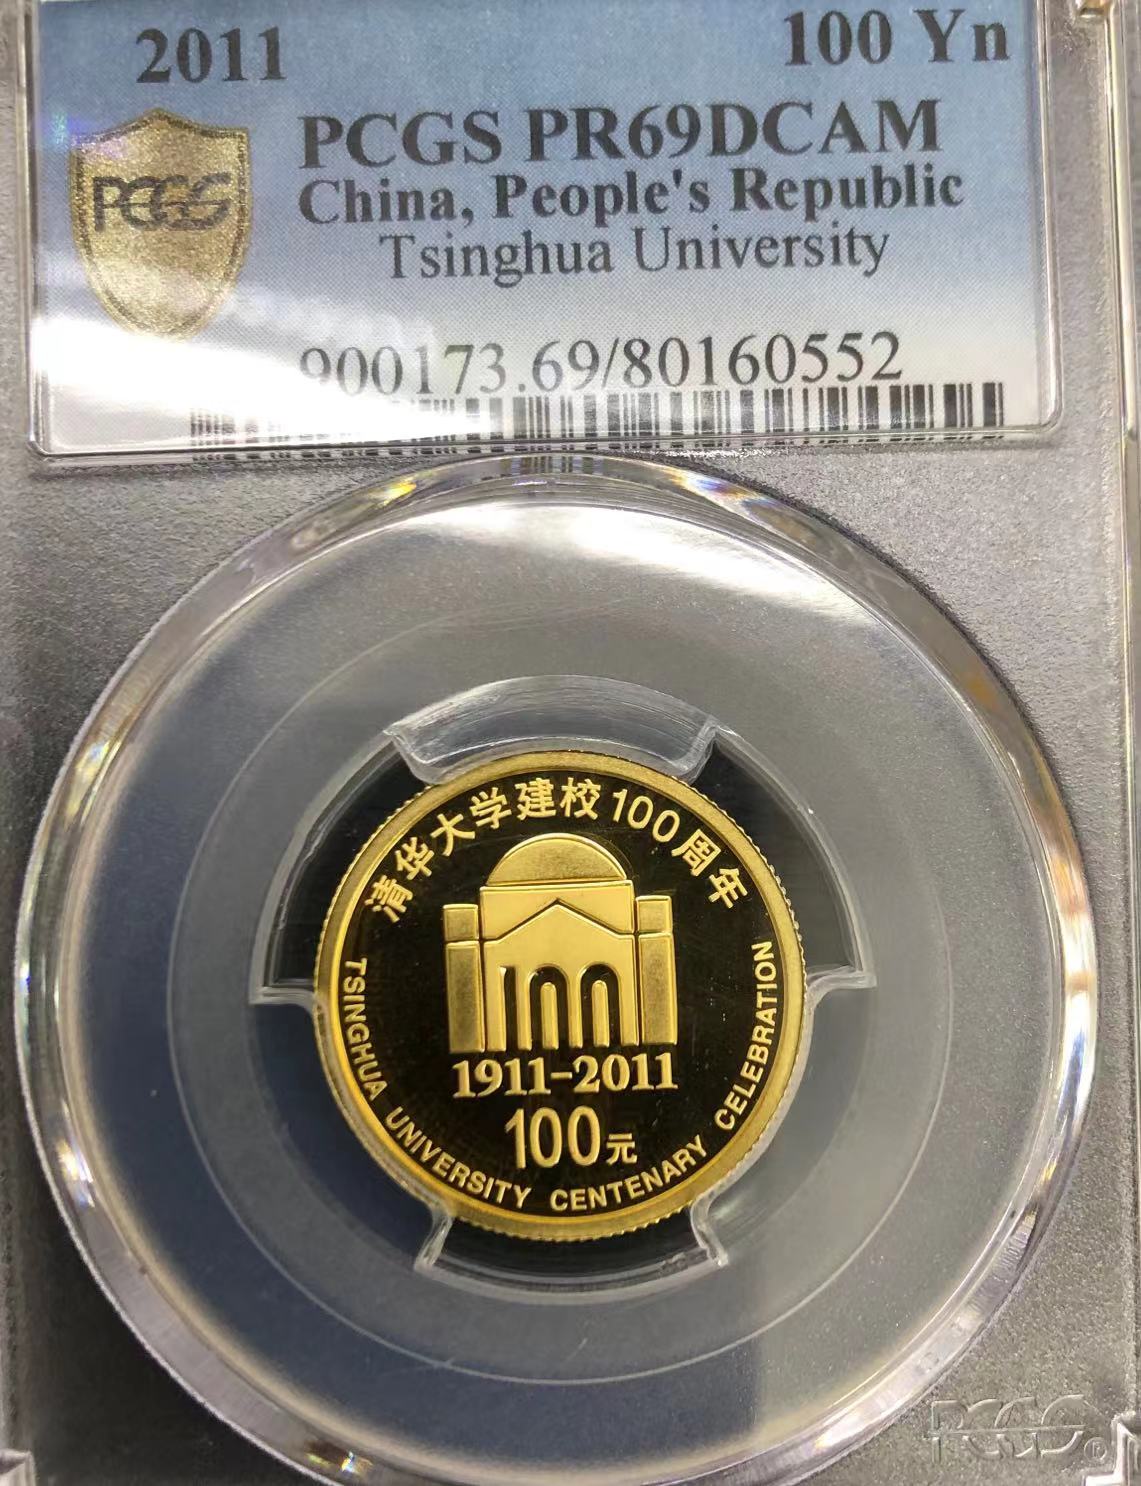 2011
100 Yn
PCGS PR69DCAM
PCGS
China, People's Republic
Tsinghua University
900173.69/80160552
清华大学建校100周年
1911-2011
100元
TSINGHUA UNIVERSITY CENTENARY CELEBRATION
PCGS®